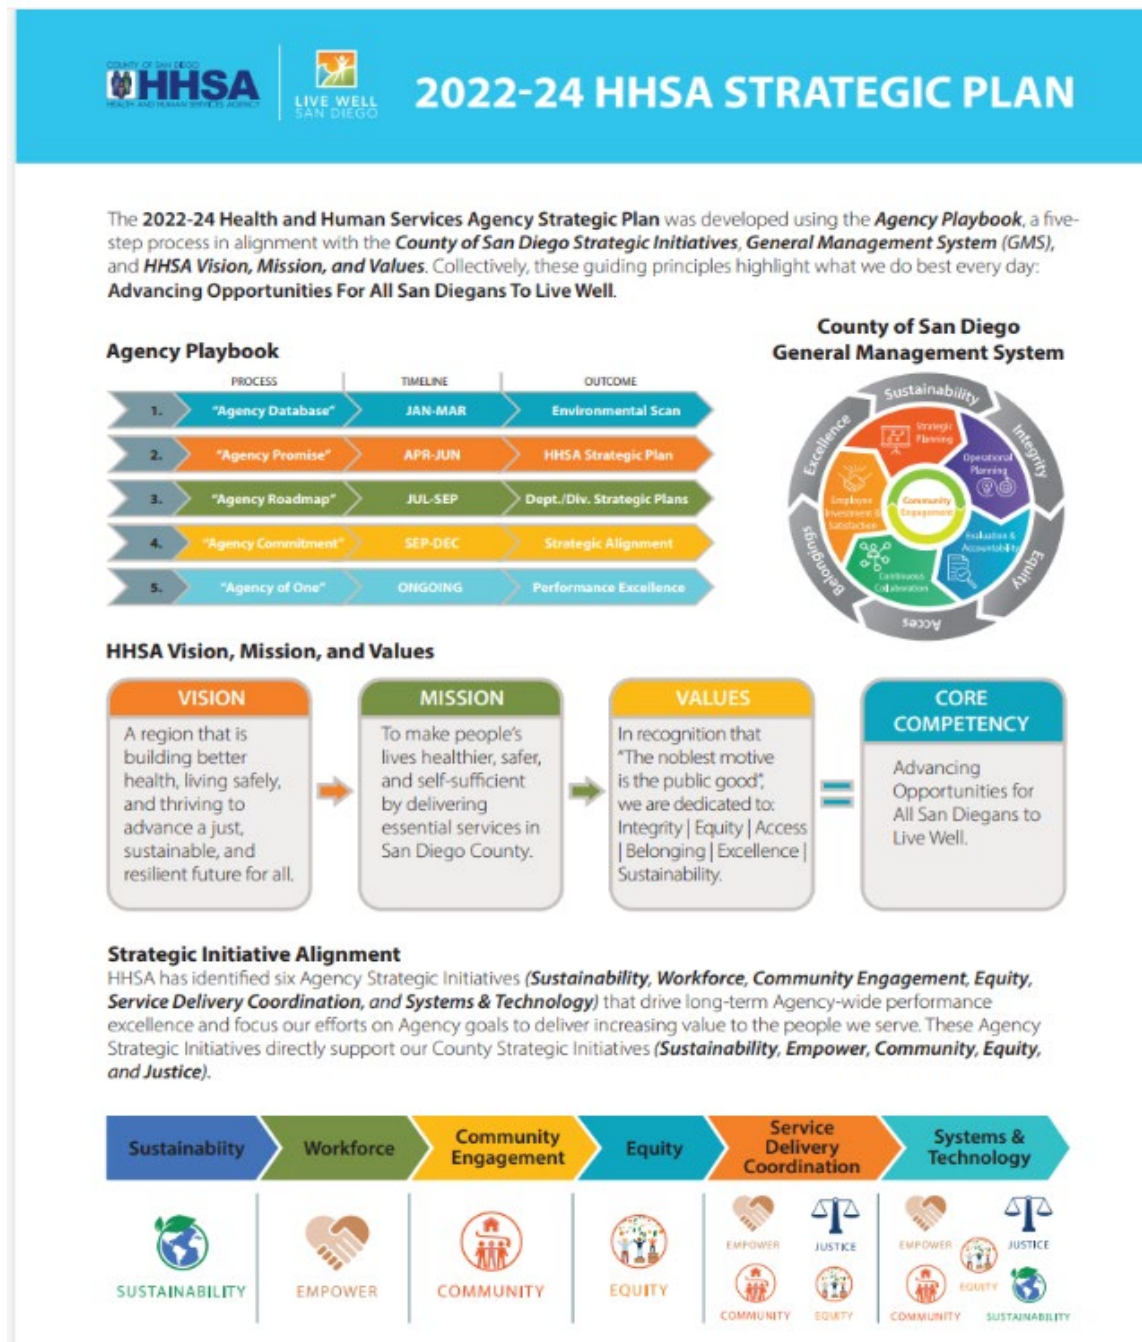 COUNTY OF SAN DIEGO
HHSA
HEALTH AND HUMAN SERVICES AGENCY
LIVE WELL
SAN DIEGO
2022-24 HHSA STRATEGIC PLAN
The 2022-24 Health and Human Services Agency Strategic Plan was developed using the Agency Playbook, a five-
step process in alignment with the County of San Diego Strategic Initiatives, General Management System (GMS),
and HHSA Vision, Mission, and Values. Collectively, these guiding principles highlight what we do best every day:
Advancing Opportunities For All San Diegans To Live Well.
Agency Playbook
PROCESS TIMELINE OUTCOME
1. "Agency Database" JAN-MAR Environmental Scan
2. "Agency Promise" APR-JUN HHSA Strategic Plan
3. "Agency Roadmap" JUL-SEP Dept./Div. Strategic Plans
4. "Agency Commitment" SEP-DEC Strategic Alignment
5. "Agency of One" ONGOING Performance Excellence
County of San Diego
General Management System
Sustainability
Integrity
Equity
Acces
Belongings
Excellence
Strategic
Planning
Operational
Planning
Evaluation &
Accountability
Continuous
Collaboration
Employee
Investment &
Satisfaction
Community
Engagement
HHSA Vision, Mission, and Values
VISION
A region that is
building better
health, living safely,
and thriving to
advance a just,
sustainable, and
resilient future for all.
MISSION
To make people's
lives healthier, safer,
and self-sufficient
by delivering
essential services in
San Diego County.
VALUES
In recognition that
"The noblest motive
is the public good",
we are dedicated to:
Integrity | Equity | Access
| Belonging | Excellence |
Sustainability.
CORE
COMPETENCY
Advancing
Opportunities for
All San Diegans to
Live Well.
Strategic Initiative Alignment
HHSA has identified six Agency Strategic Initiatives (Sustainability, Workforce, Community Engagement, Equity,
Service Delivery Coordination, and Systems & Technology) that drive long-term Agency-wide performance
excellence and focus our efforts on Agency goals to deliver increasing value to the people we serve. These Agency
Strategic Initiatives directly support our County Strategic Initiatives (Sustainability, Empower, Community, Equity,
and Justice).
Sustainabiity
Workforce
Community
Engagement
Equity
Service
Delivery
Coordination
Systems &
Technology
SUSTAINABILITY
EMPOWER
COMMUNITY
EQUITY
EMPOWER
JUSTICE
COMMUNITY
EQUITY
EMPOWER
JUSTICE
EQUITY
COMMUNITY
SUSTAINABILITY